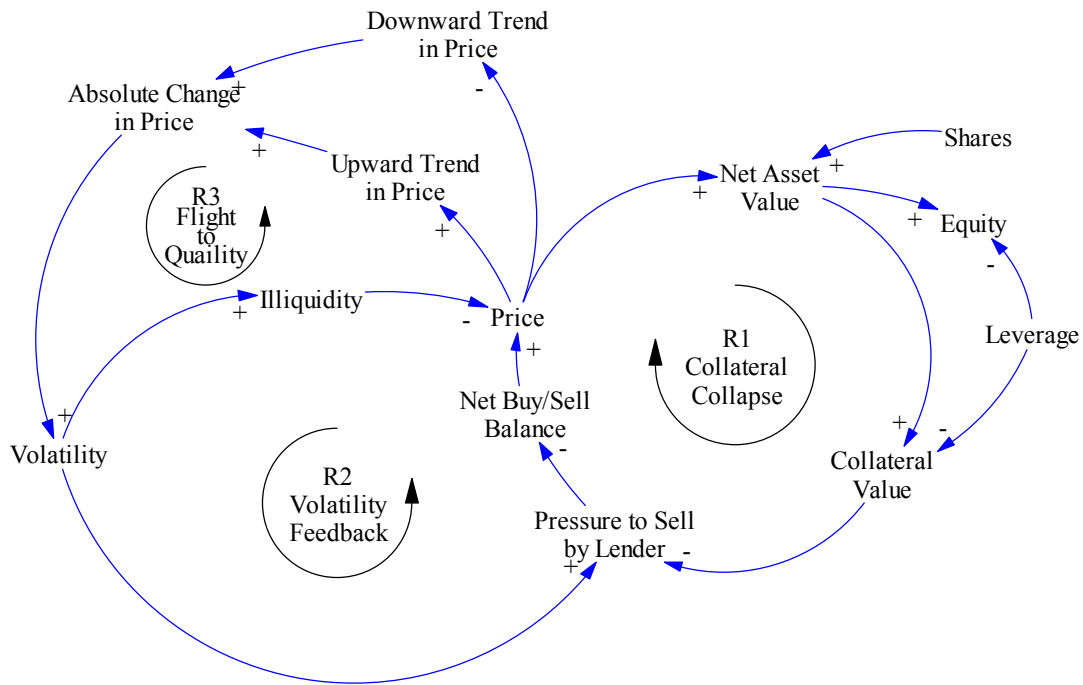 Downward Trend
in Price
Absolute Change
in Price
+
-
+
Upward Trend
in Price
+
Shares
+
Net Asset
Value
+
+
Equity
-
R3
Flight
to
Quaility
Illiquidity
+
-
Price
+
R1
Collateral
Collapse
Leverage
Net Buy/Sell
Balance
-
+
-
Collateral
Value
+
Volatility
R2
Volatility
Feedback
Pressure to Sell
by Lender
-
+